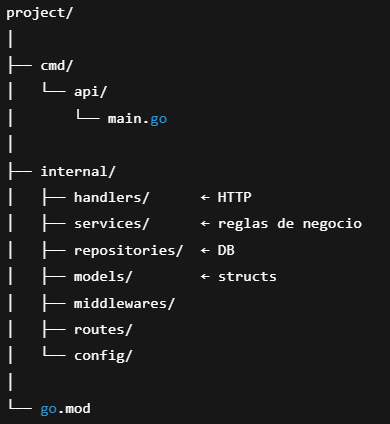 project/
│
├── cmd/
│   └── api/
│       └── main.go
│
├── internal/
│   ├── handlers/      ← HTTP
│   ├── services/      ← reglas de negocio
│   ├── repositories/  ← DB
│   ├── models/        ← structs
│   ├── middlewares/
│   ├── routes/
│   └── config/
│
└── go.mod